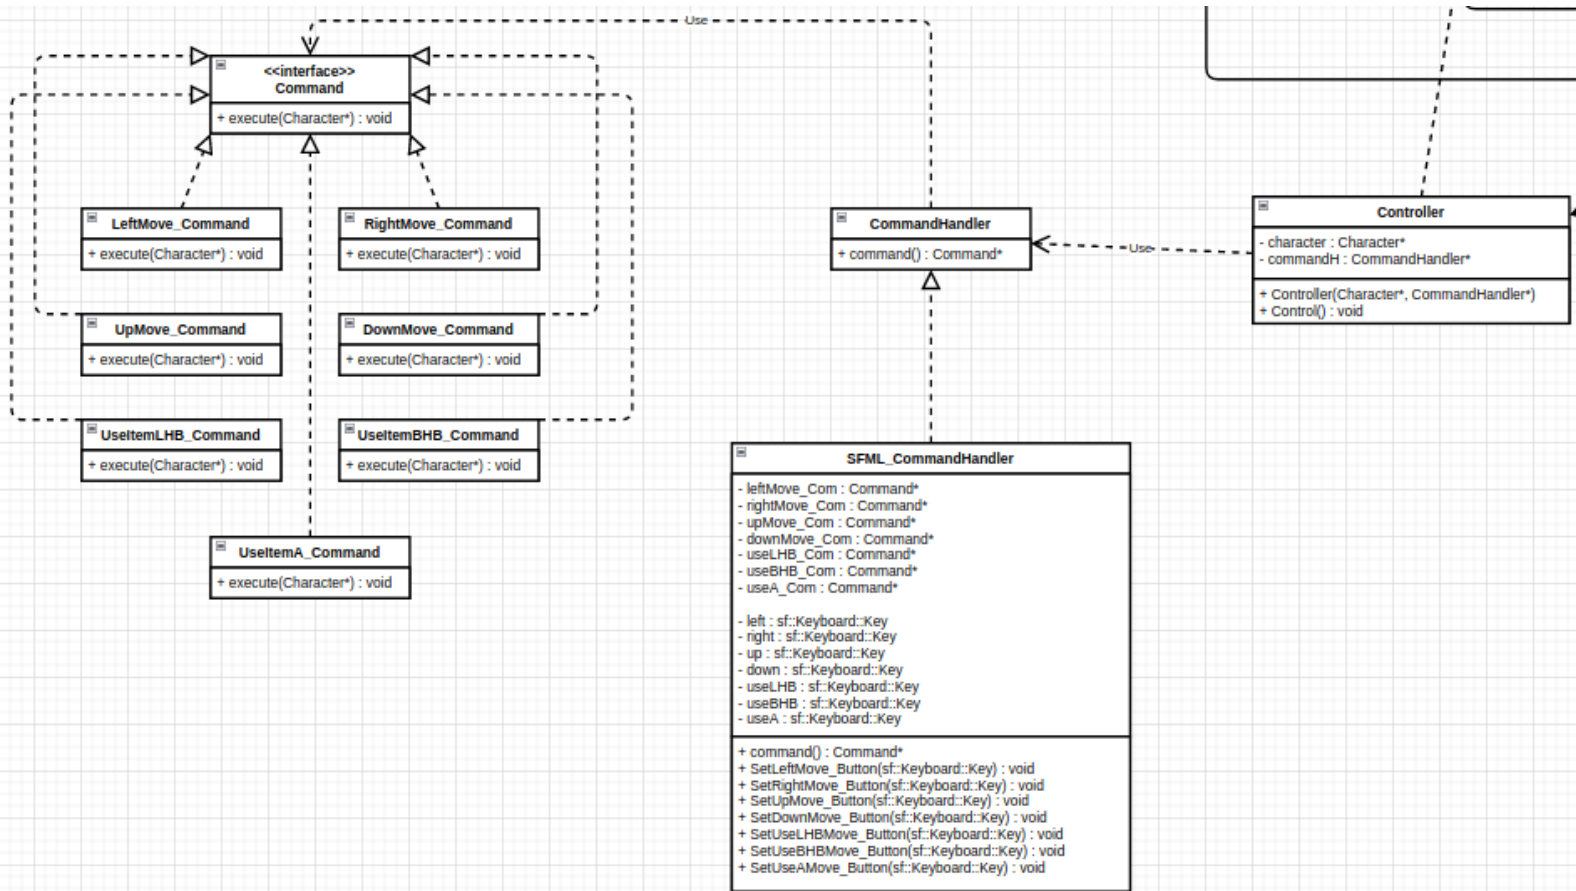 Use
<<interface>>
Command
+ execute(Character*) : void
LeftMove_Command
+ execute(Character*) : void
RightMove_Command
+ execute(Character*) : void
CommandHandler
+ command() : Command*
Use
Controller
- character : Character*
- commandH : CommandHandler*
+ Controller(Character*, CommandHandler*)
+ Control() : void
UpMove_Command
+ execute(Character*) : void
DownMove_Command
+ execute(Character*) : void
UseItemLHB_Command
+ execute(Character*) : void
UseItemBHB_Command
+ execute(Character*) : void
UseItemA_Command
+ execute(Character*) : void
SFML_CommandHandler
- leftMove_Com : Command*
- rightMove_Com : Command*
- upMove_Com : Command*
- downMove_Com : Command*
- useLHB_Com : Command*
- useBHB_Com : Command*
- useA_Com : Command*
- left : sf::Keyboard::Key
- right : sf::Keyboard::Key
- up : sf::Keyboard::Key
- down : sf::Keyboard::Key
- useLHB : sf::Keyboard::Key
- useBHB : sf::Keyboard::Key
- useA : sf::Keyboard::Key
+ command() : Command*
+ SetLeftMove_Button(sf::Keyboard::Key) : void
+ SetRightMove_Button(sf::Keyboard::Key) : void
+ SetUpMove_Button(sf::Keyboard::Key) : void
+ SetDownMove_Button(sf::Keyboard::Key) : void
+ SetUseLHBMove_Button(sf::Keyboard::Key) : void
+ SetUseBHBMove_Button(sf::Keyboard::Key) : void
+ SetUseAMove_Button(sf::Keyboard::Key) : void